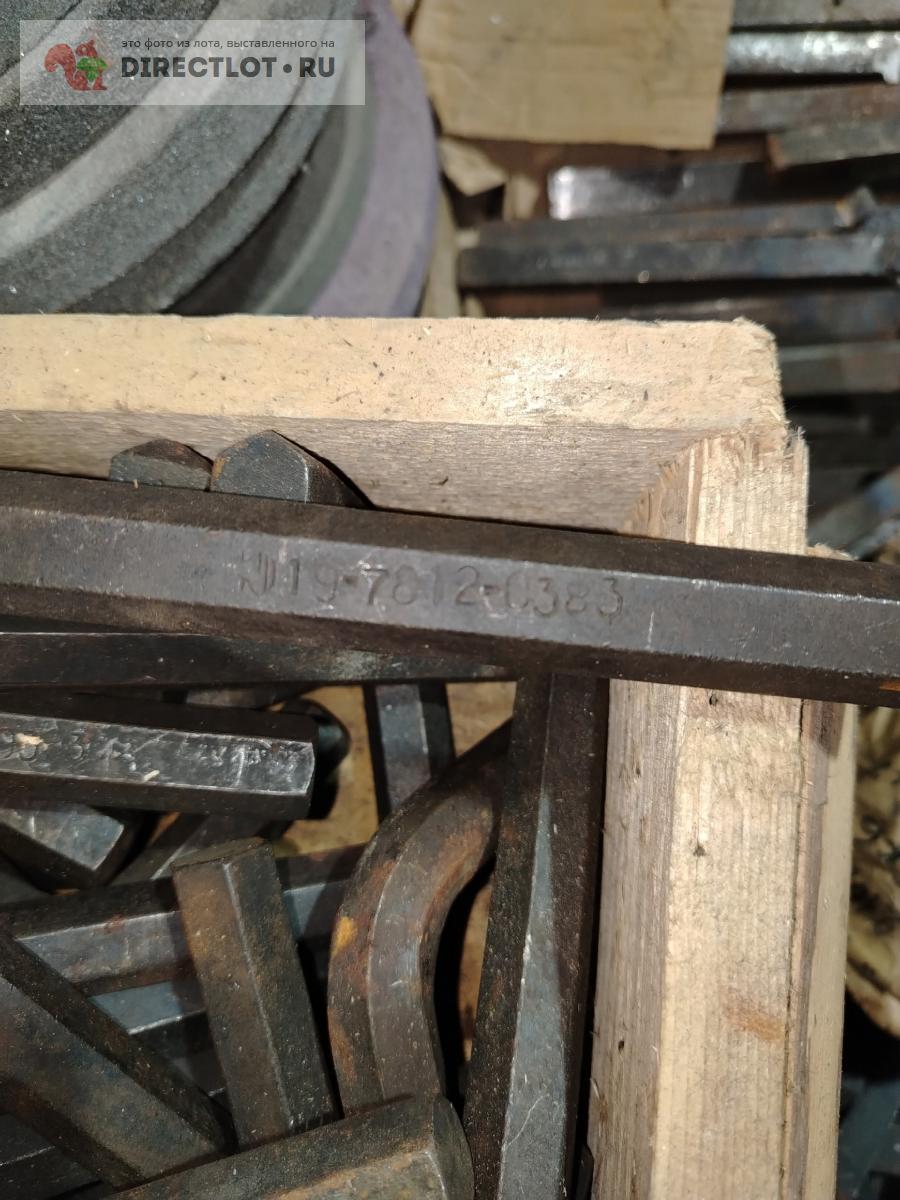 это фото из лота, выставленного на
DIRECTLOT•RU
19-7812-0383